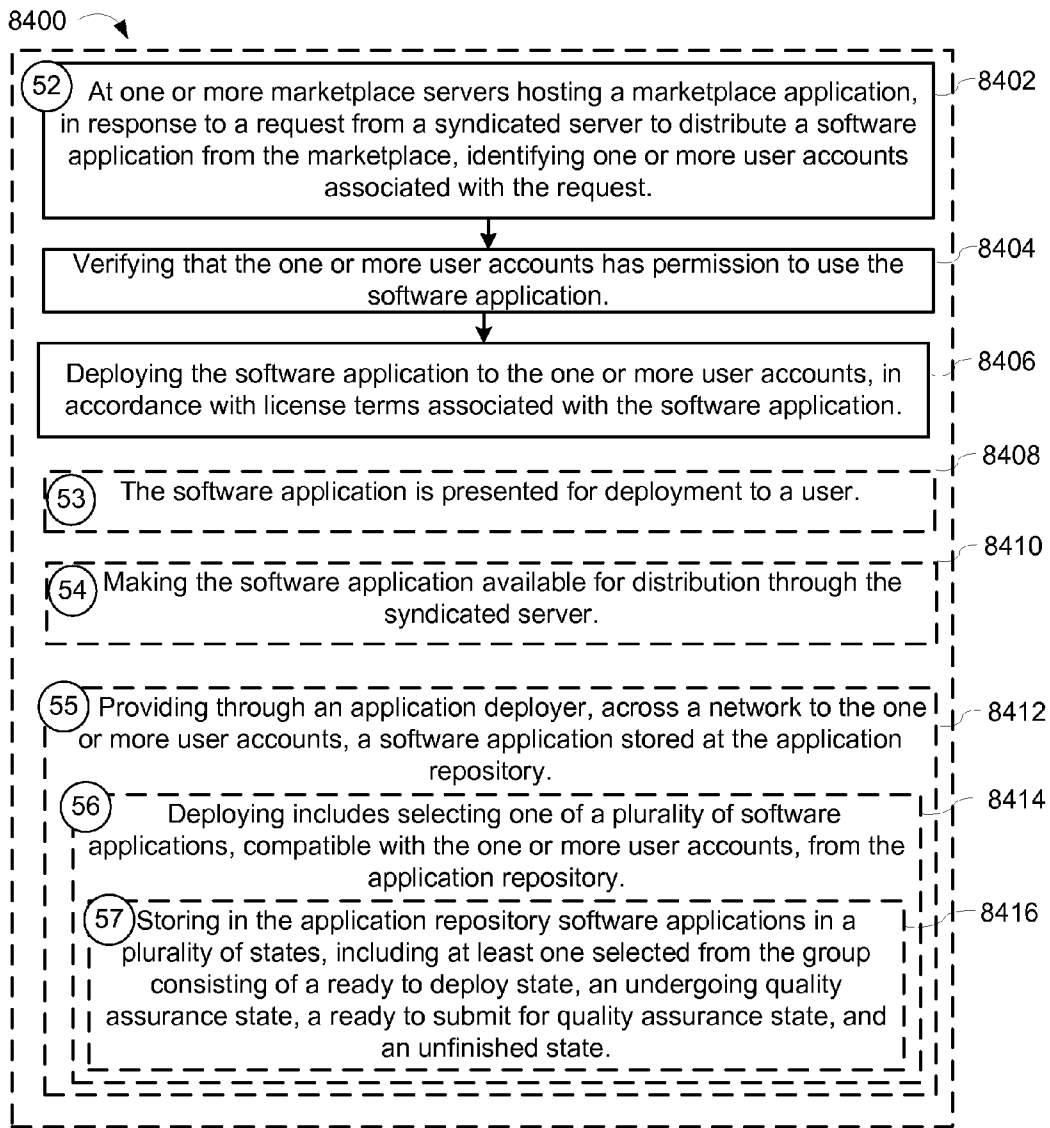 8400
52
At one or more marketplace servers hosting a marketplace application,
in response to a request from a syndicated server to distribute a software
application from the marketplace, identifying one or more user accounts
associated with the request.
8402
Verifying that the one or more user accounts has permission to use the
software application.
8404
Deploying the software application to the one or more user accounts, in
accordance with license terms associated with the software application.
8406
53
The software application is presented for deployment to a user.
8408
54
Making the software application available for distribution through the
syndicated server.
8410
55
Providing through an application deployer, across a network to the one
or more user accounts, a software application stored at the application
repository.
8412
56
Deploying includes selecting one of a plurality of software
applications, compatible with the one or more user accounts, from the
application repository.
8414
57
Storing in the application repository software applications in a
plurality of states, including at least one selected from the group
consisting of a ready to deploy state, an undergoing quality
assurance state, a ready to submit for quality assurance state, and
an unfinished state.
8416